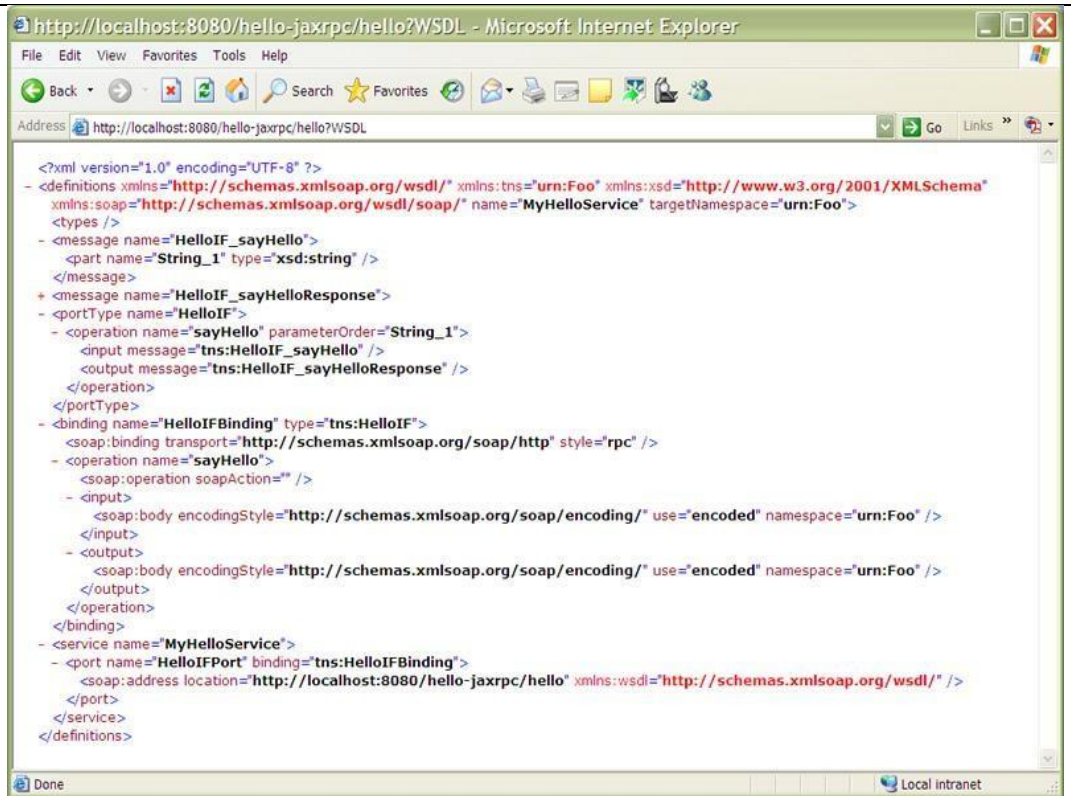 http://localhost:8080/hello-jaxrpc/hello?WSDL - Microsoft Internet Explorer
File Edit View Favorites Tools Help
Back Search Favorites
Address http://localhost:8080/hello-jaxrpc/hello?WSDL Go Links »
<?xml version="1.0" encoding="UTF-8" ?>
- <definitions xmlns="http://schemas.xmlsoap.org/wsdl/" xmlns:tns="urn:Foo" xmlns:xsd="http://www.w3.org/2001/XMLSchema"
xmlns:soap="http://schemas.xmlsoap.org/wsdl/soap/" name="MyHelloService" targetNamespace="urn:Foo">
<types />
- <message name="HelloIF_sayHello">
<part name="String_1" type="xsd:string" />
</message>
+ <message name="HelloIF_sayHelloResponse">
- <portType name="HelloIF">
- <operation name="sayHello" parameterOrder="String_1">
<input message="tns:HelloIF_sayHello" />
<output message="tns:HelloIF_sayHelloResponse" />
</operation>
</portType>
- <binding name="HelloIFBinding" type="tns:HelloIF">
<soap:binding transport="http://schemas.xmlsoap.org/soap/http" style="rpc" />
- <operation name="sayHello">
<soap:operation soapAction="" />
- <input>
<soap:body encodingStyle="http://schemas.xmlsoap.org/soap/encoding/" use="encoded" namespace="urn:Foo" />
</input>
- <output>
<soap:body encodingStyle="http://schemas.xmlsoap.org/soap/encoding/" use="encoded" namespace="urn:Foo" />
</output>
</operation>
</binding>
- <service name="MyHelloService">
- <port name="HelloIFPort" binding="tns:HelloIFBinding">
<soap:address location="http://localhost:8080/hello-jaxrpc/hello" xmlns:wsdl="http://schemas.xmlsoap.org/wsdl/" />
</port>
</service>
</definitions>
Done Local intranet